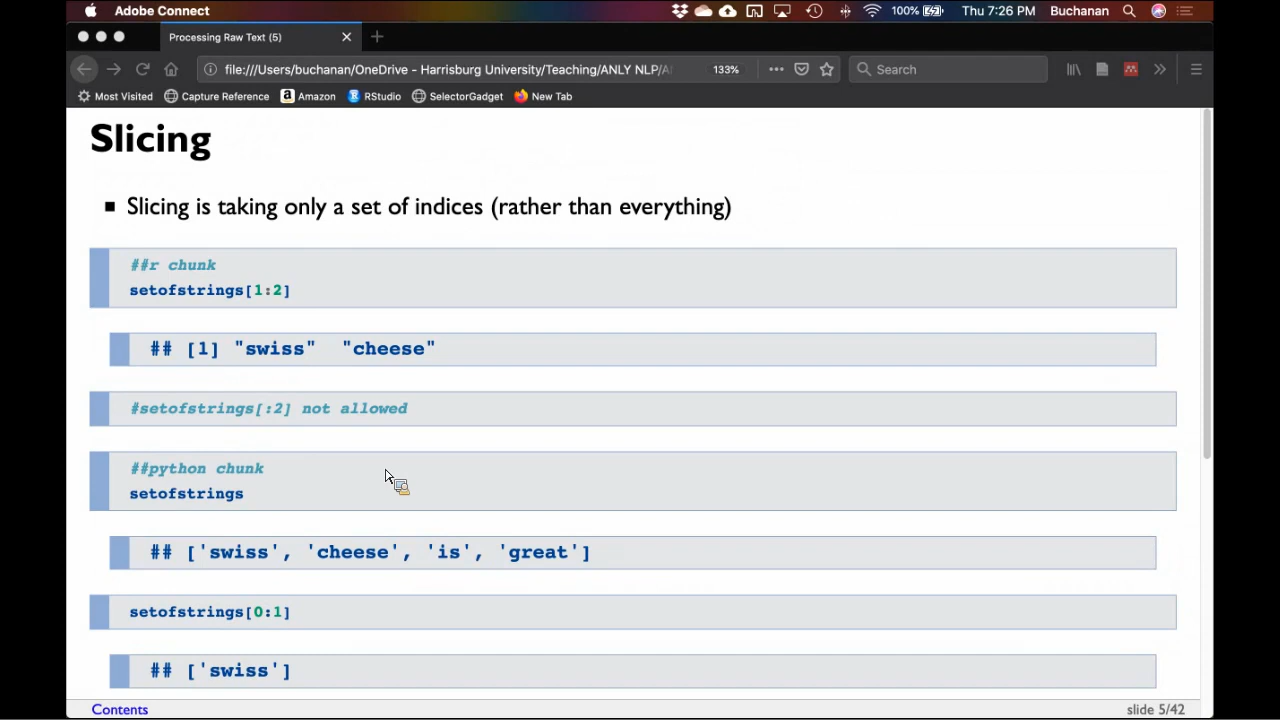 Adobe Connect
100%
Thu 7:26 PM
Buchanan
Processing Raw Text (5)
file:///Users/buchanan/OneDrive - Harrisburg University/Teaching/ANLY NLP/A
133%
Search
Most Visited
Capture Reference
Amazon
RStudio
SelectorGadget
New Tab
Slicing
Slicing is taking only a set of indices (rather than everything)
##r chunk
setofstrings[1:2]
## [1] "swiss"  "cheese"
#setofstrings[:2] not allowed
##python chunk
setofstrings
## ['swiss', 'cheese', 'is', 'great']
setofstrings[0:1]
## ['swiss']
Contents
slide 5/42